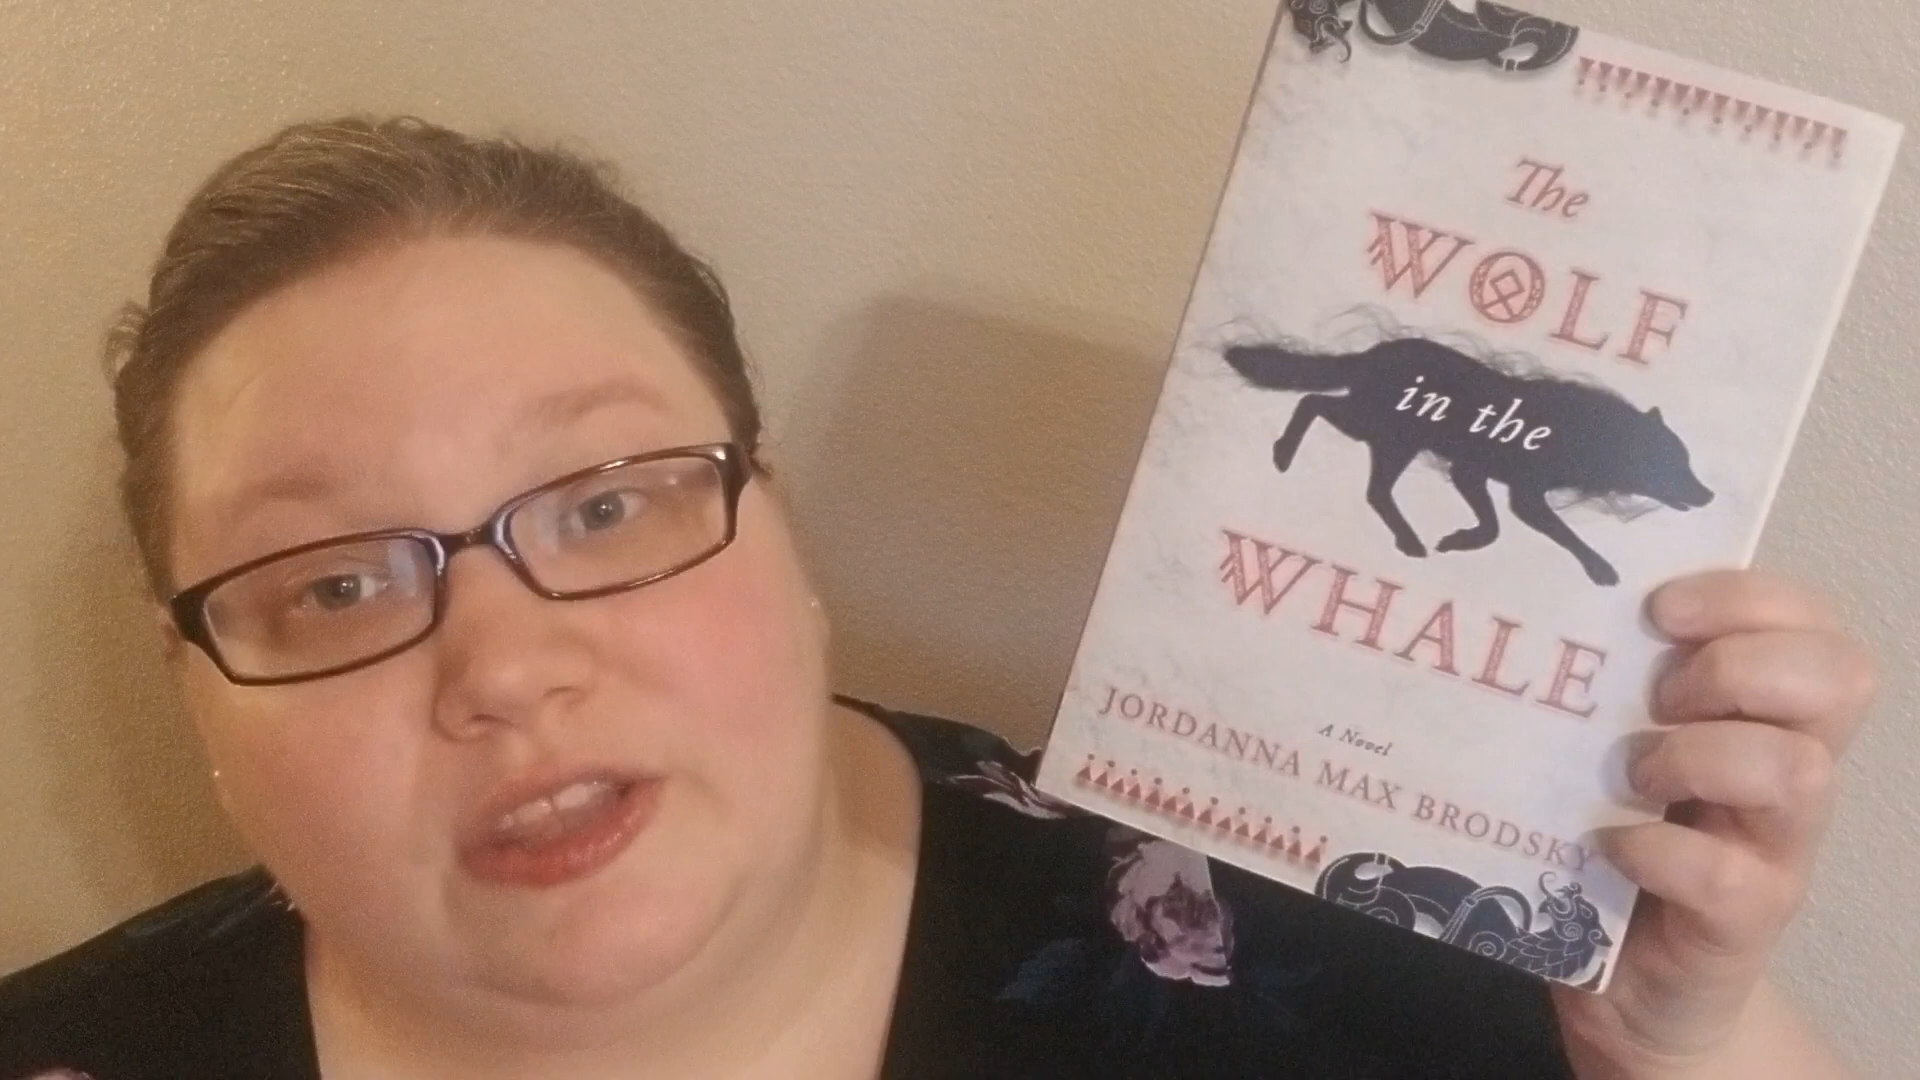 The
WOLF
in the
WHALE
A Novel
JORDANNA MAX BRODSKY